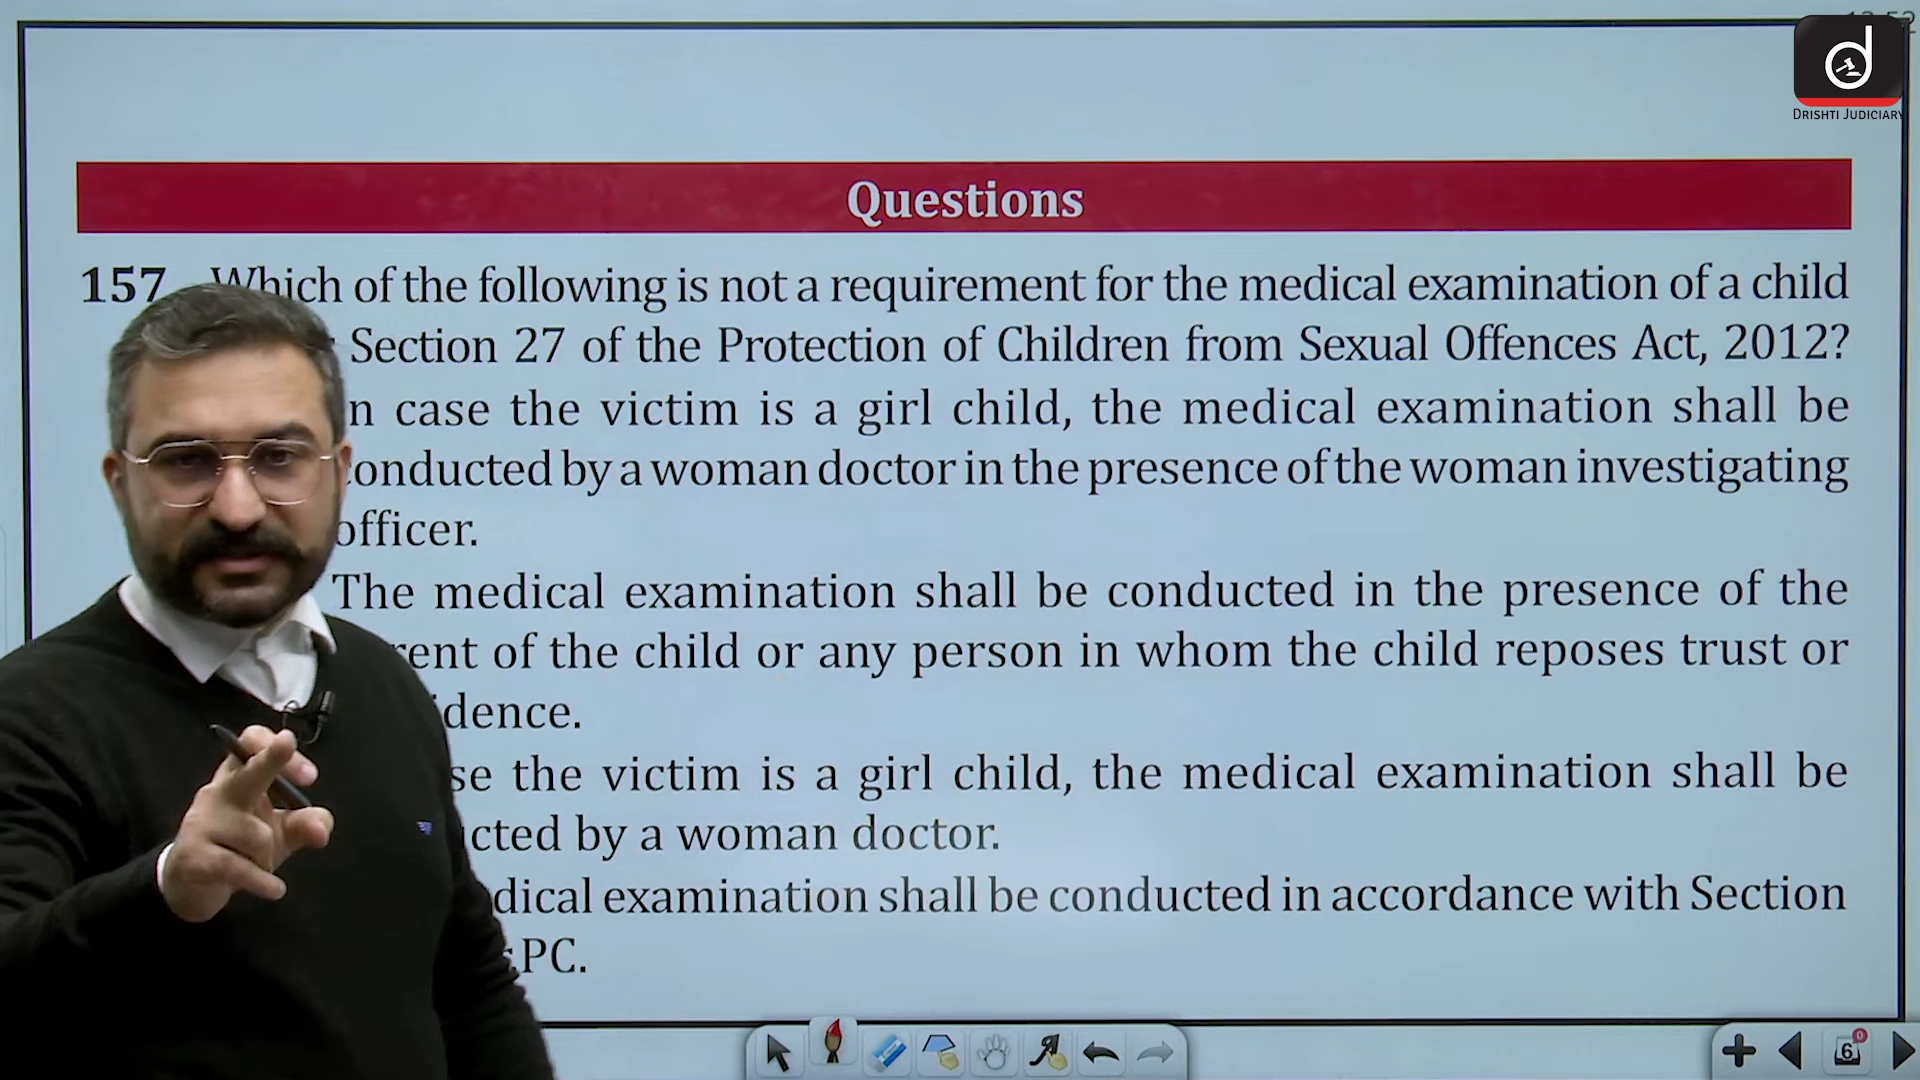 DRISHTI JUDICIARY
Questions
157 Which of the following is not a requirement for the medical examination of a child
Section 27 of the Protection of Children from Sexual Offences Act, 2012?
n case the victim is a girl child, the medical examination shall be
onducted by a woman doctor in the presence of the woman investigating
officer.
The medical examination shall be conducted in the presence of the
rent of the child or any person in whom the child reposes trust or
idence.
se the victim is a girl child, the medical examination shall be
cted by a woman doctor.
dical examination shall be conducted in accordance with Section
PC.
6
0